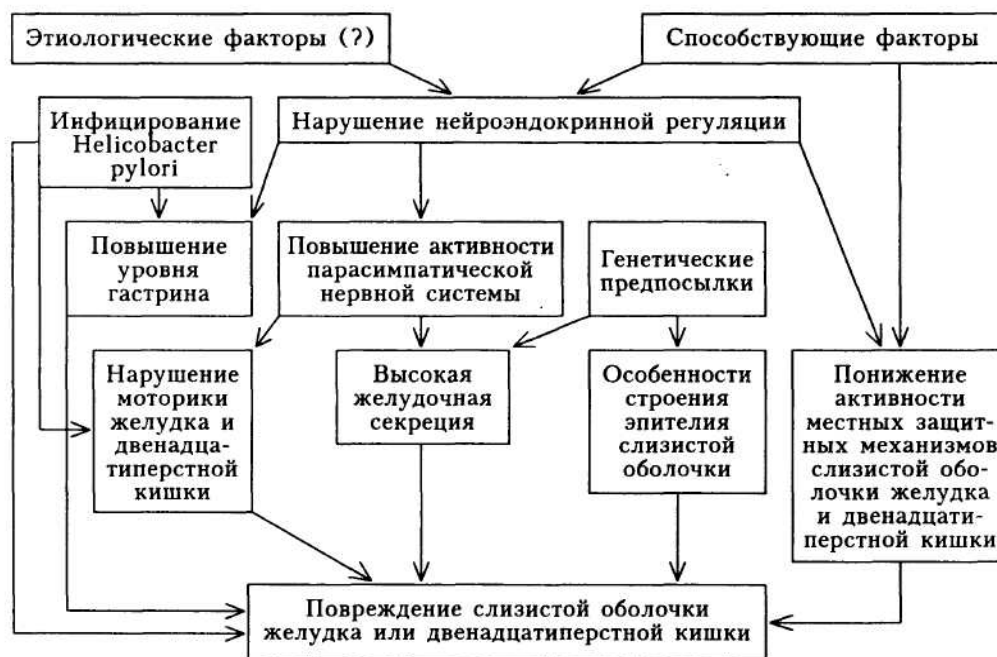 Этиологические факторы (?)
Способствующие факторы
Инфицирование
Helicobacter
pylori
Нарушение нейроэндокринной регуляции
Повышение
уровня
гастрина
Повышение активности
парасимпатической
нервной системы
Генетические
предпосылки
Нарушение
моторики
желудка и
двенадца-
типерстной
кишки
Высокая
желудочная
секреция
Особенности
строения
эпителия
слизистой
оболочки
Понижение
активности
местных защит-
ных механизмов
слизистой обо-
лочки желудка
и двенадцати-
перстной кишки
Повреждение слизистой оболочки
желудка или двенадцатиперстной кишки